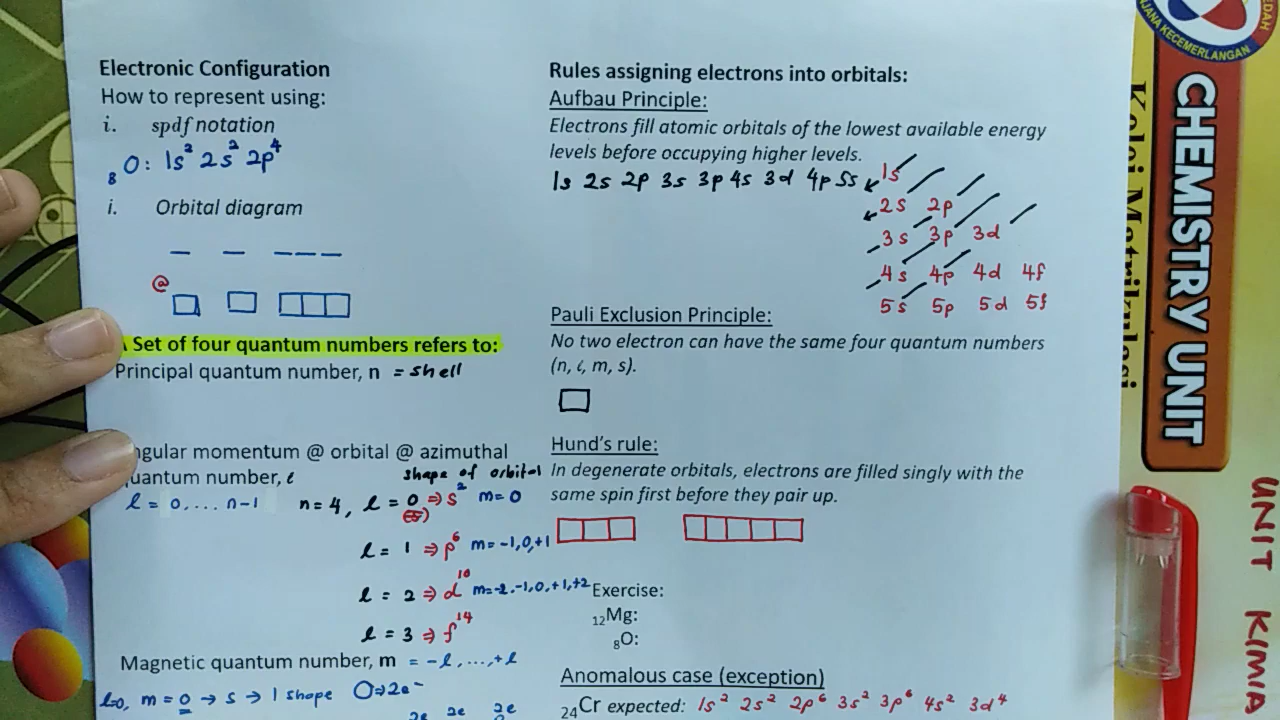 Electronic Configuration
How to represent using:
i. spdf notation
₈O: 1s² 2s² 2p⁴
i. Orbital diagram
@
A Set of four quantum numbers refers to:
Principal quantum number, n = shell
ngular momentum @ orbital @ azimuthal
uantum number, ℓ
shape of orbital
ℓ = 0, ... n-1
n=4, ℓ = 0 ⇒ s² m=0
ℓ = 1 ⇒ p⁶ m=-1,0,+1
ℓ = 2 ⇒ d¹⁰ m=-2,-1,0,+1,+2
ℓ = 3 ⇒ f¹⁴
Magnetic quantum number, m = -ℓ, ...,+ℓ
ℓ=0, m = 0 → s → 1 shape O⇒2e⁻
2e 2e 2e
Rules assigning electrons into orbitals:
Aufbau Principle:
Electrons fill atomic orbitals of the lowest available energy
levels before occupying higher levels.
1s 2s 2p 3s 3p 4s 3d 4p 5s
1s
2s 2p
3s 3p 3d
4s 4p 4d 4f
5s 5p 5d 5f
Pauli Exclusion Principle:
No two electron can have the same four quantum numbers
(n, ℓ, m, s).
Hund's rule:
In degenerate orbitals, electrons are filled singly with the
same spin first before they pair up.
Exercise:
₁₂Mg:
₈O:
Anomalous case (exception)
₂₄Cr expected: 1s² 2s² 2p⁶ 3s² 3p⁶ 4s² 3d⁴
KECEMERLANGAN
CHEMISTRY UNIT
UNIT KIMIA